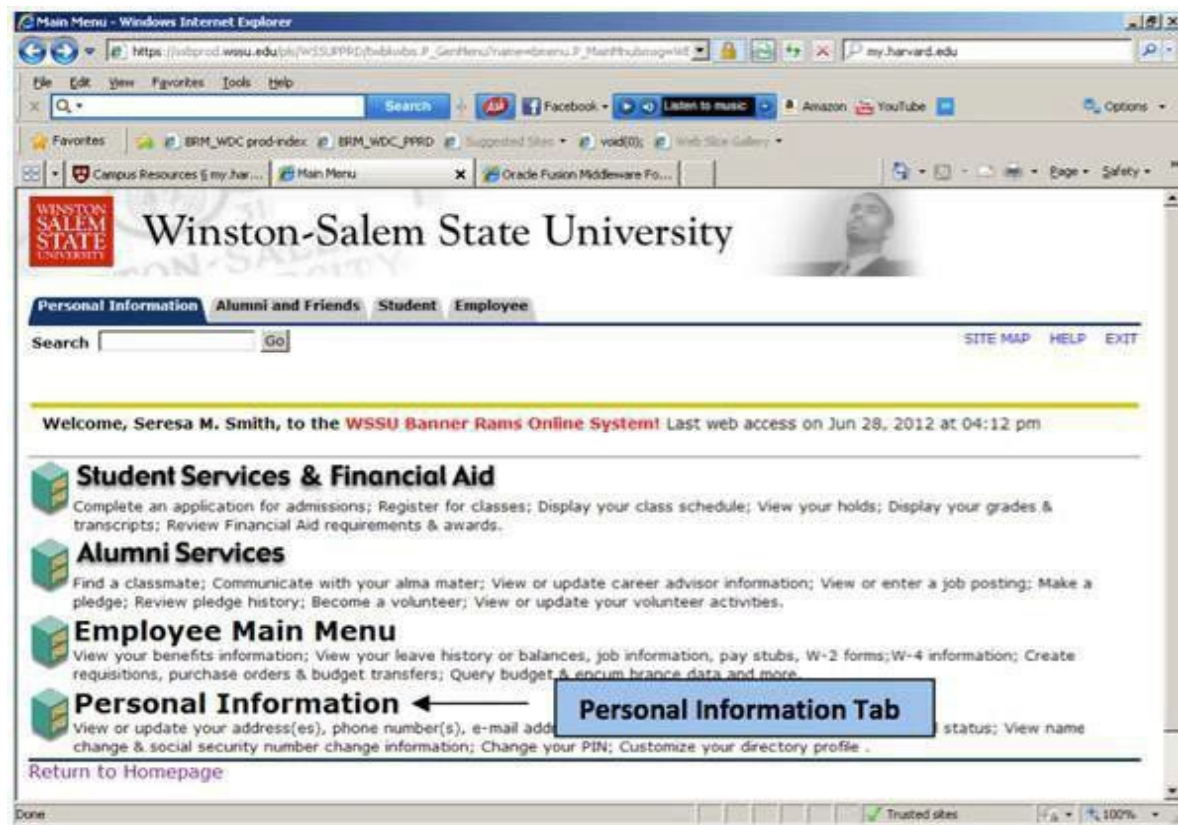 Main Menu - Windows Internet Explorer
my.harvard.edu
File Edit View Favorites Tools Help
Search Facebook Listen to music Amazon YouTube Options
Favorites BRM_WDC prod-index BRM_WDC_PPRD Suggested Sites void(0); Web Slice Gallery
Campus Resources § my.har... Main Menu Oracle Fusion Middleware Fo... Page Safety
WINSTON
SALEM
STATE
UNIVERSITY
Winston-Salem State University
Personal Information Alumni and Friends Student Employee
Search Go SITE MAP HELP EXIT
Welcome, Seresa M. Smith, to the WSSU Banner Rams Online System! Last web access on Jun 28, 2012 at 04:12 pm
Student Services & Financial Aid
Complete an application for admissions; Register for classes; Display your class schedule; View your holds; Display your grades &
transcripts; Review Financial Aid requirements & awards.
Alumni Services
Find a classmate; Communicate with your alma mater; View or update career advisor information; View or enter a job posting; Make a
pledge; Review pledge history; Become a volunteer; View or update your volunteer activities.
Employee Main Menu
View your benefits information; View your leave history or balances, job information, pay stubs, W-2 forms;W-4 information; Create
requisitions, purchase orders & budget transfers; Query budget & encum brance data and more.
Personal Information
Personal Information Tab
View or update your address(es), phone number(s), e-mail add status; View name
change & social security number change information; Change your PIN; Customize your directory profile .
Return to Homepage
Done Trusted sites 100%